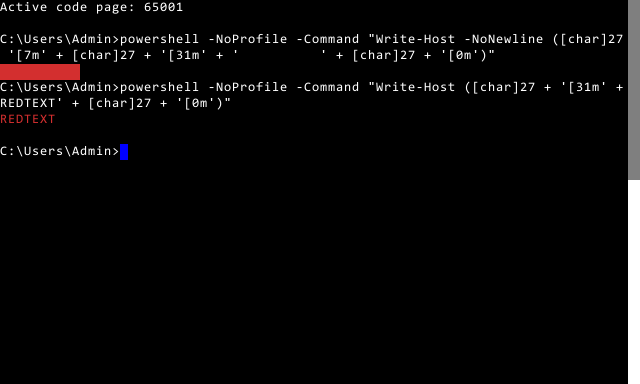 Active code page: 65001
C:\Users\Admin>powershell -NoProfile -Command "Write-Host -NoNewline ([char]27
'[7m' + [char]27 + '[31m' + '          ' + [char]27 + '[0m')"
C:\Users\Admin>powershell -NoProfile -Command "Write-Host ([char]27 + '[31m' +
REDTEXT' + [char]27 + '[0m')"
REDTEXT
C:\Users\Admin>